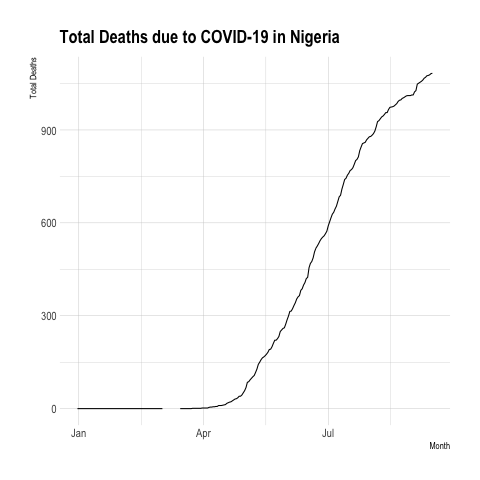 Total Deaths due to COVID-19 in Nigeria
Total Deaths
900
600
300
0
Jan Apr Jul
Month